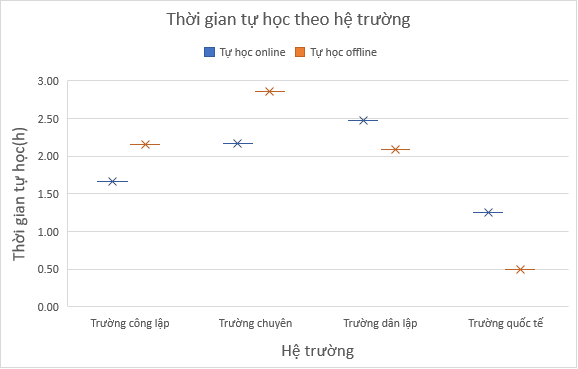 Thời gian tự học theo hệ trường
Tự học online Tự học offline
Thời gian tự học(h)
3.00
2.50
2.00
1.50
1.00
0.50
0.00
Trường công lập Trường chuyên Trường dân lập Trường quốc tế
Hệ trường